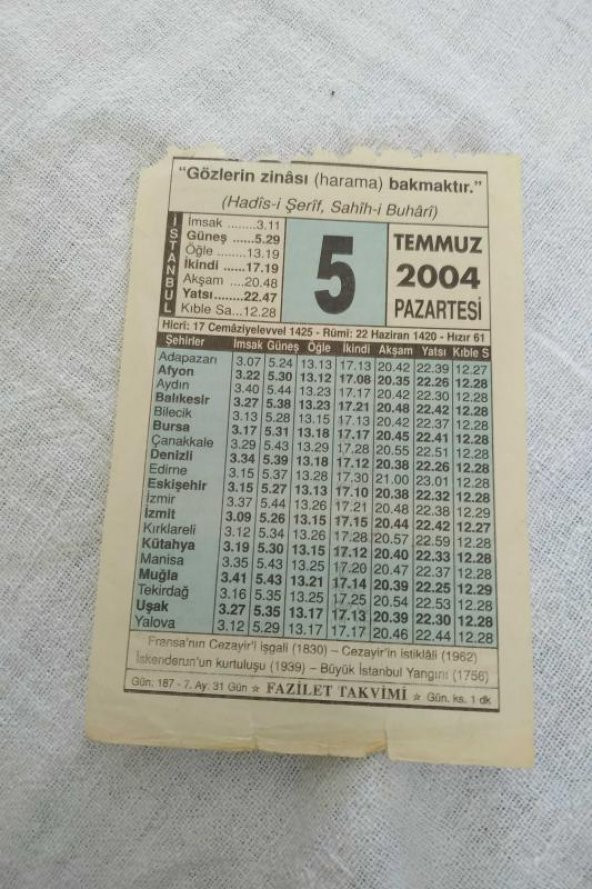 "Gözlerin zinâsı (harama) bakmaktır."
(Hadîs-i Şerîf, Sahîh-i Buhârî)
İSTANBUL
İmsak ........3.11
Güneş ......5.29
Öğle ........13.19
İkindi ......17.19
Akşam ....20.48
Yatsı........22.47
Kıble Sa...12.28
5
TEMMUZ
2004
PAZARTESİ
Hicrî: 17 Cemâziyelevvel 1425 - Rûmî: 22 Haziran 1420 - Hızır 61
Şehirler İmsak Güneş Öğle İkindi Akşam Yatsı Kıble S
Adapazarı 3.07 5.24 13.13 17.13 20.42 22.39 12.27
Afyon 3.22 5.30 13.12 17.08 20.35 22.26 12.28
Aydın 3.40 5.44 13.23 17.17 20.42 22.30 12.28
Balıkesir 3.27 5.38 13.23 17.21 20.48 22.42 12.28
Bilecik 3.13 5.28 13.15 17.13 20.42 22.37 12.28
Bursa 3.17 5.31 13.18 17.17 20.45 22.41 12.28
Çanakkale 3.29 5.43 13.29 17.28 20.55 22.51 12.28
Denizli 3.34 5.39 13.18 17.12 20.38 22.26 12.28
Edirne 3.15 5.37 13.28 17.30 21.00 23.01 12.28
Eskişehir 3.15 5.27 13.13 17.10 20.38 22.32 12.28
İzmir 3.37 5.44 13.26 17.21 20.48 22.38 12.29
İzmit 3.09 5.26 13.15 17.15 20.44 22.42 12.27
Kırklareli 3.12 5.34 13.26 17.28 20.57 22.59 12.28
Kütahya 3.19 5.30 13.15 17.12 20.40 22.33 12.28
Manisa 3.35 5.43 13.25 17.20 20.47 22.37 12.28
Muğla 3.41 5.43 13.21 17.14 20.39 22.25 12.29
Tekirdağ 3.16 5.35 13.25 17.25 20.54 22.53 12.28
Uşak 3.27 5.35 13.17 17.13 20.39 22.30 12.28
Yalova 3.12 5.29 13.17 17.17 20.46 22.44 12.28
Fransa'nın Cezayir'i işgali (1830) – Cezayir'in istiklâli (1962)
İskenderun'un kurtuluşu (1939) – Büyük İstanbul Yangını (1756)
Gün: 187 - 7. Ay: 31 Gün ☆ FAZİLET TAKVİMİ ☆ Gün. ks. 1 dk